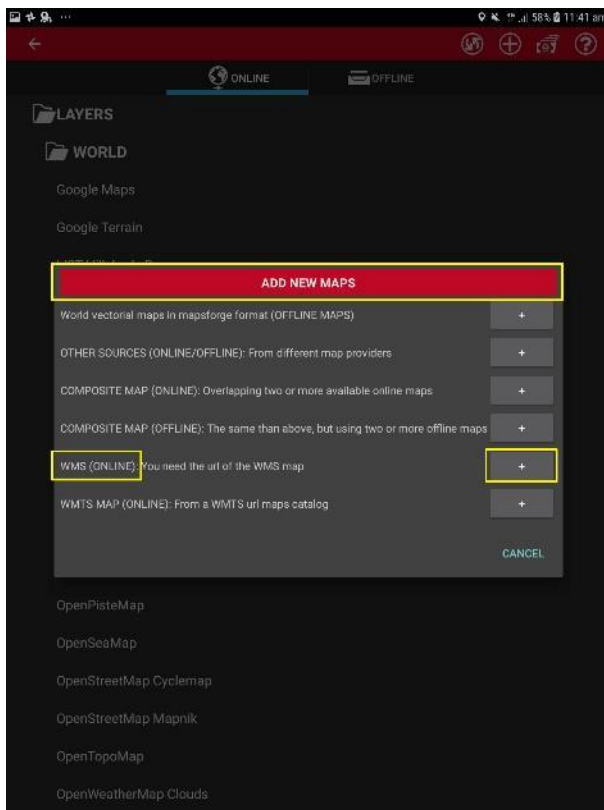 58% 11:41 am
ONLINE
OFFLINE
LAYERS
WORLD
Google Maps
Google Terrain
ADD NEW MAPS
World vectorial maps in mapsforge format (OFFLINE MAPS) +
OTHER SOURCES (ONLINE/OFFLINE): From different map providers +
COMPOSITE MAP (ONLINE): Overlapping two or more available online maps +
COMPOSITE MAP (OFFLINE): The same than above, but using two or more offline maps +
WMS (ONLINE): You need the url of the WMS map +
WMTS MAP (ONLINE): From a WMTS url maps catalog +
CANCEL
OpenPisteMap
OpenSeaMap
OpenStreetMap Cyclemap
OpenStreetMap Mapnik
OpenTopoMap
OpenWeatherMap Clouds